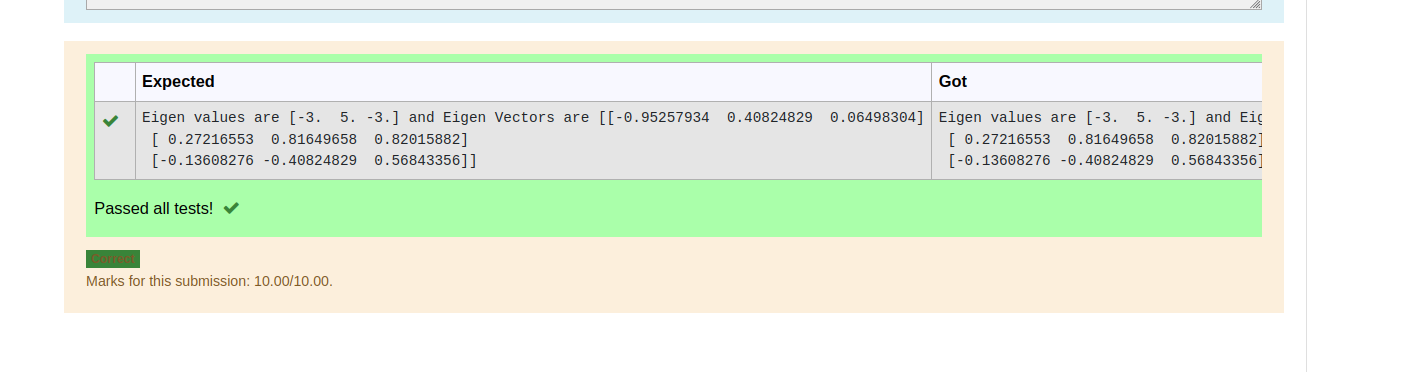 Expected Got
Eigen values are [-3.  5. -3.] and Eigen Vectors are [[-0.95257934  0.40824829  0.06498304] Eigen values are [-3.  5. -3.] and Eig
[ 0.27216553  0.81649658  0.82015882] [ 0.27216553  0.81649658  0.82015882]
[-0.13608276 -0.40824829  0.56843356]] [-0.13608276 -0.40824829  0.56843356]
Passed all tests!
Correct
Marks for this submission: 10.00/10.00.